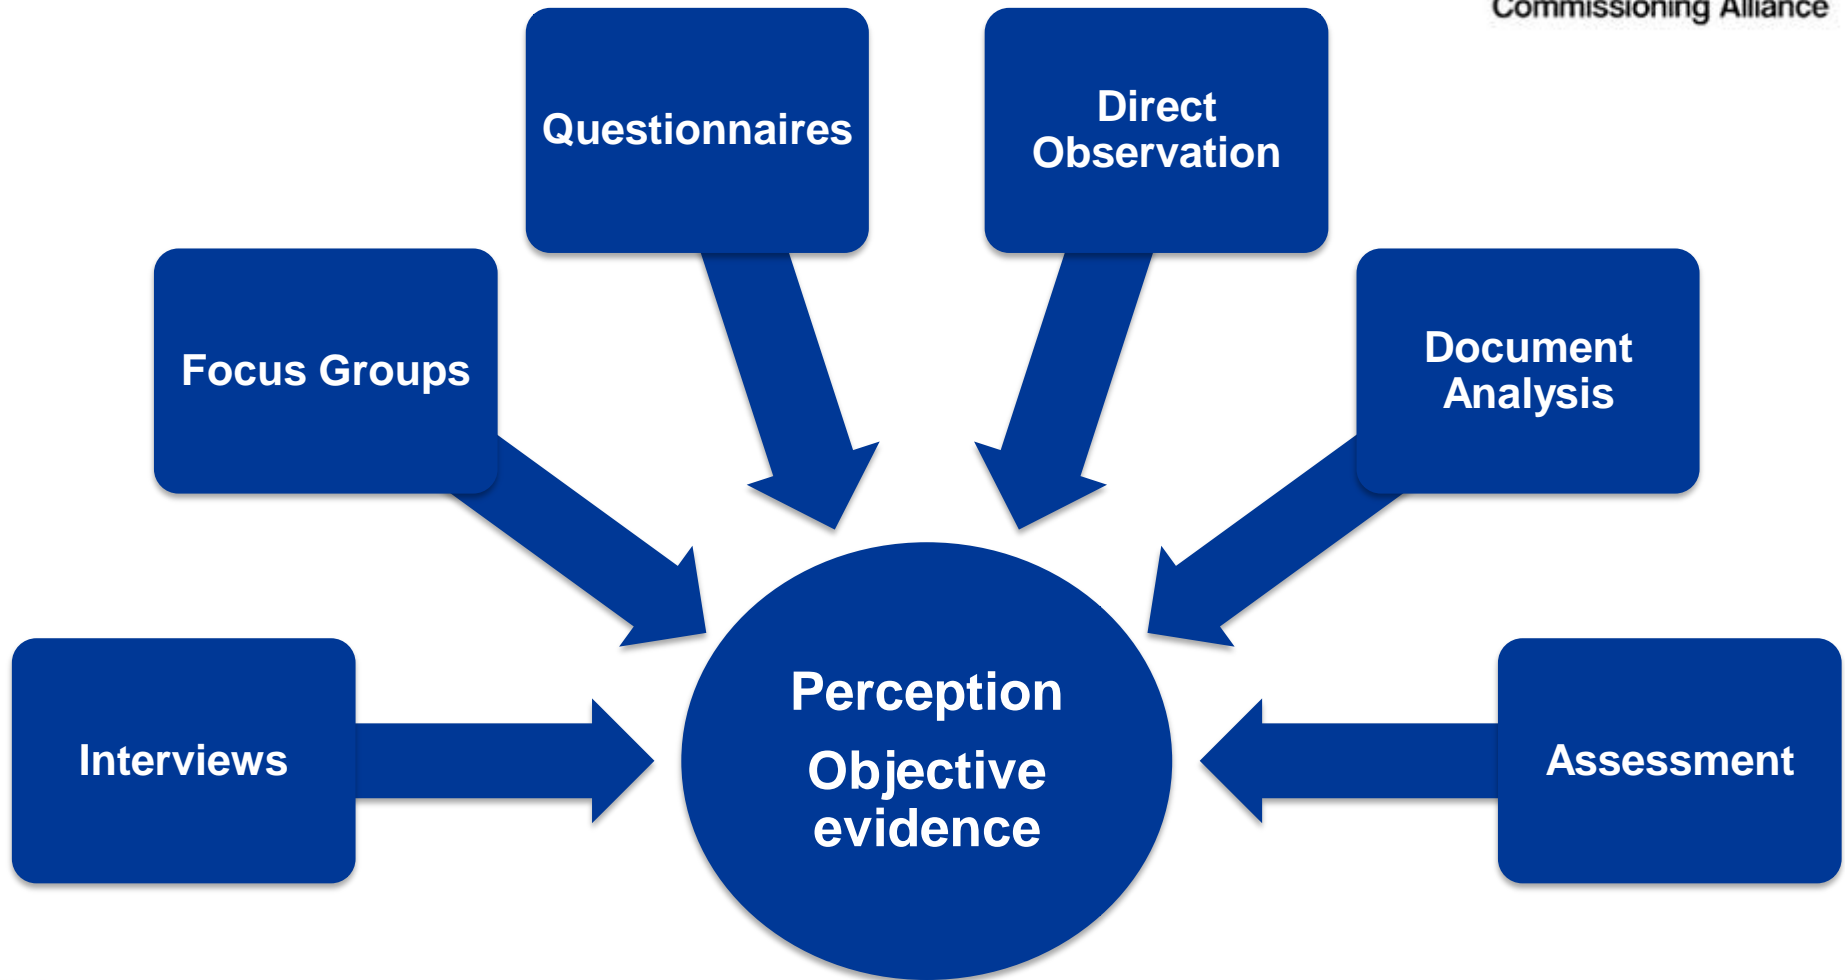 Commissioning Alliance
Questionnaires
Direct
Observation
Focus Groups
Document
Analysis
Interviews
Perception
Objective
evidence
Assessment